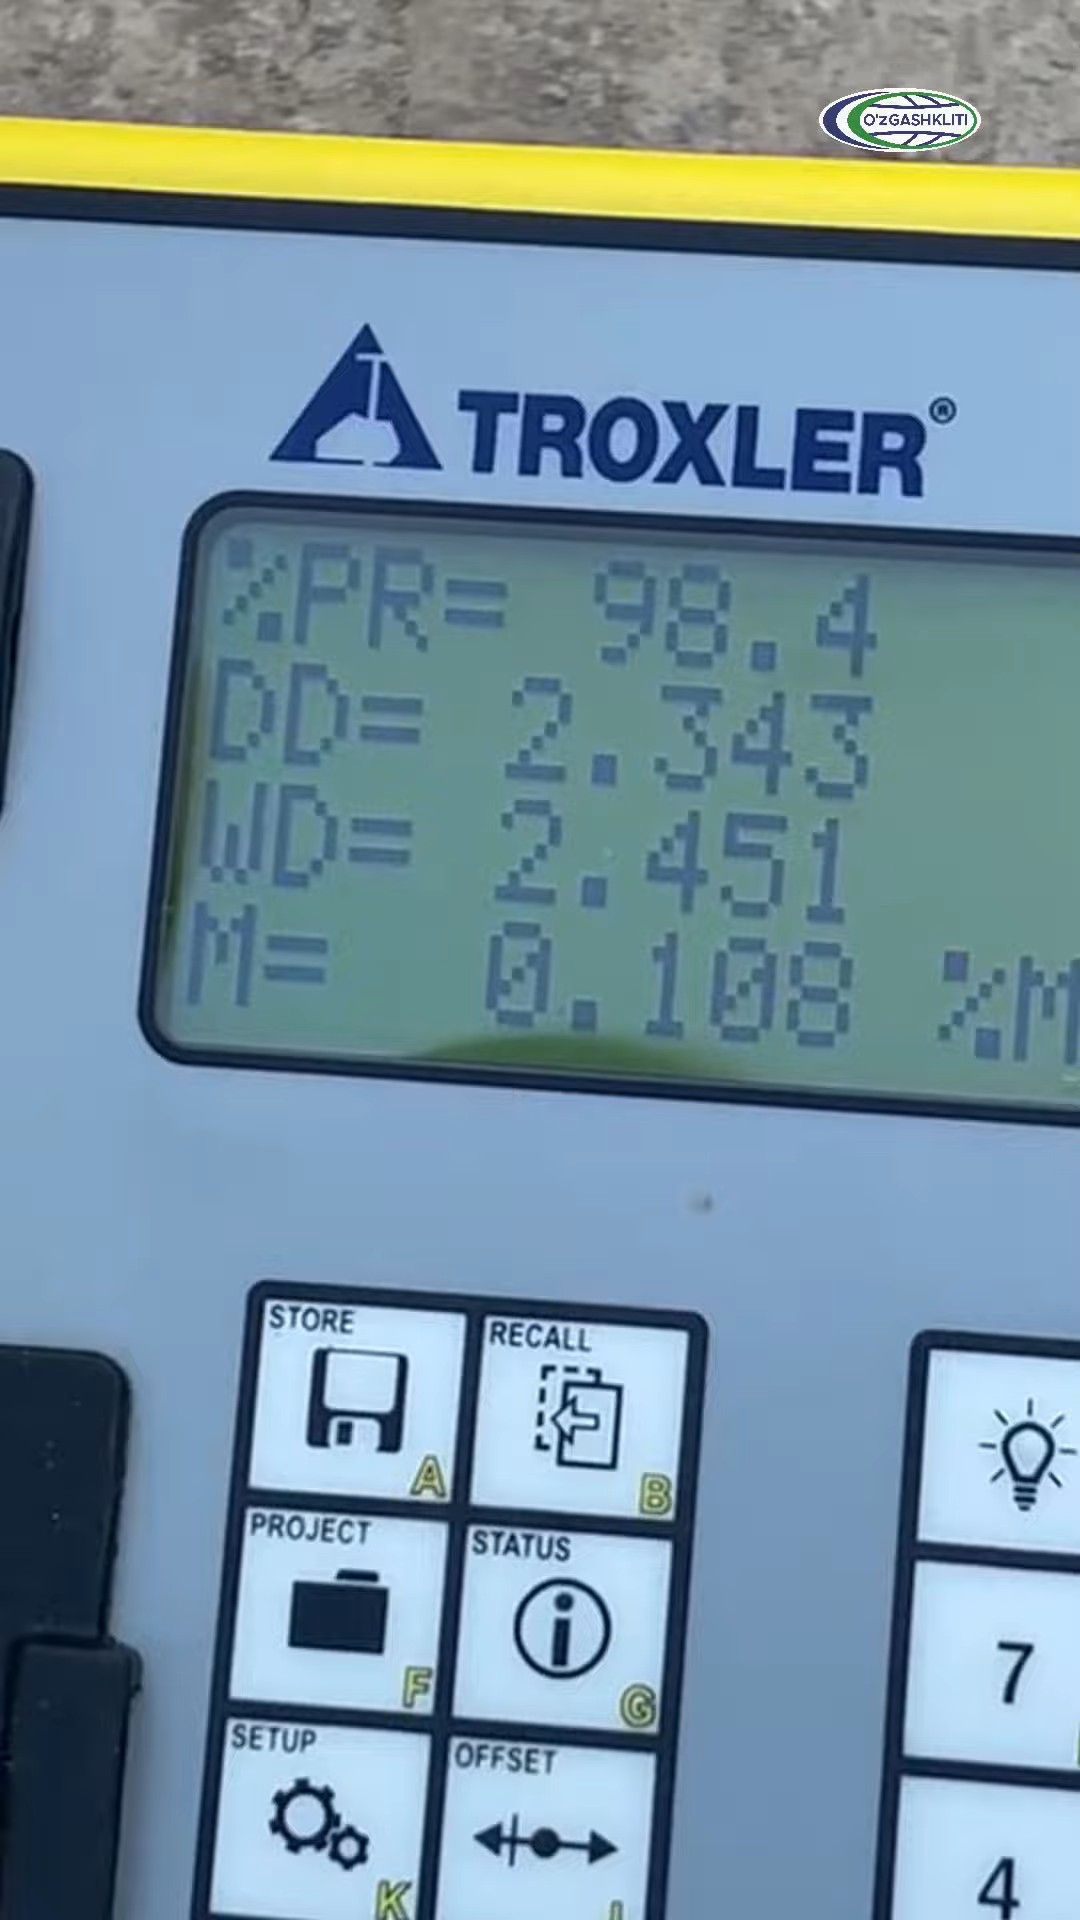 O'zGASHKLITI
TROXLER®
%PR= 98.4
DD= 2.343
WD= 2.451
M= 0.108 %M
STORE
A
RECALL
B
PROJECT
F
STATUS
G
7
SETUP
K
OFFSET
4